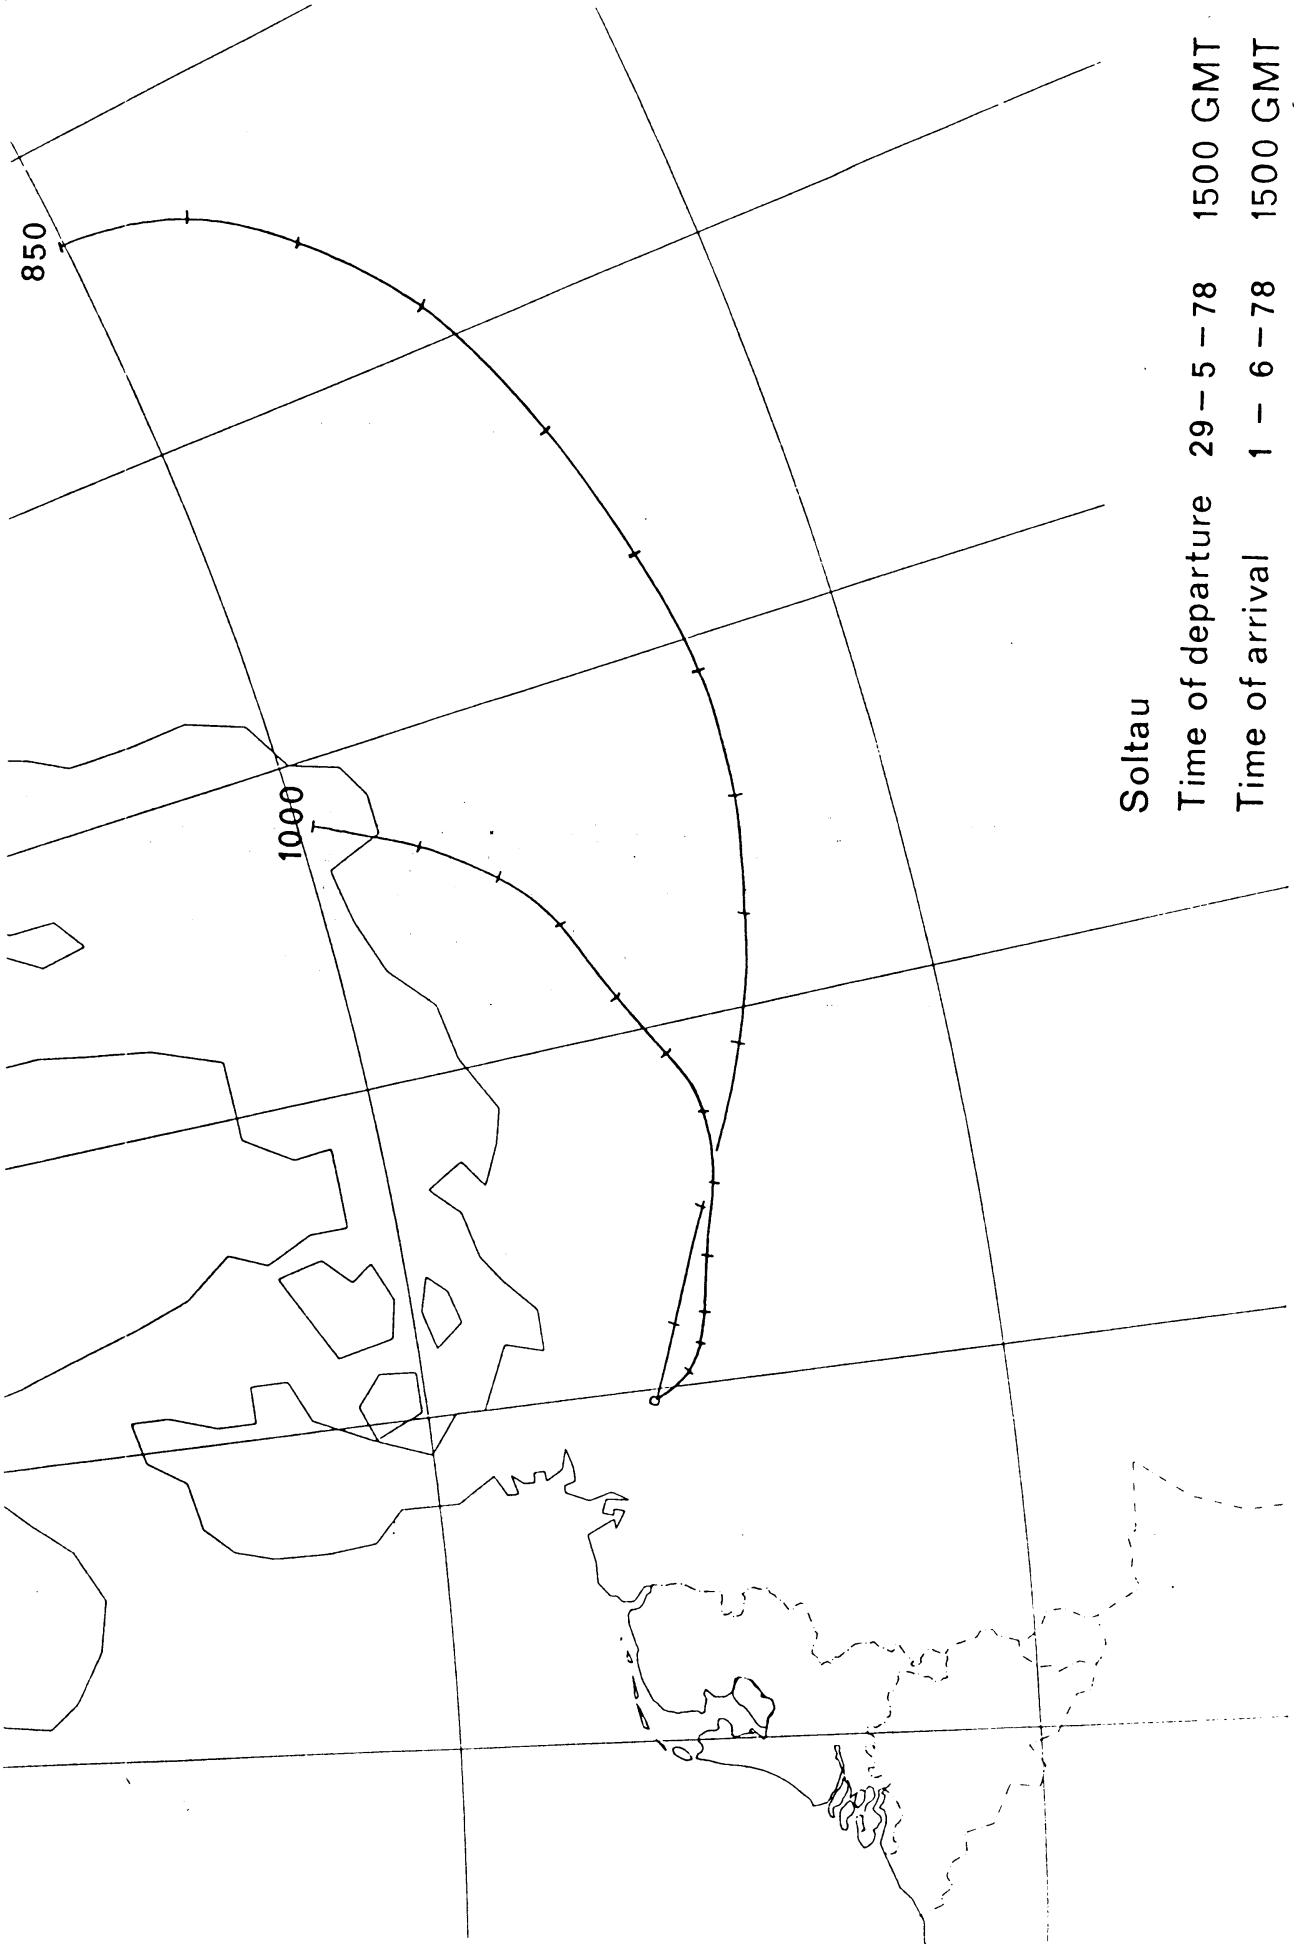 850
1000
Soltau
Time of departure 29-5-78 1500 GMT
Time of arrival 1 - 6-78 1500 GMT